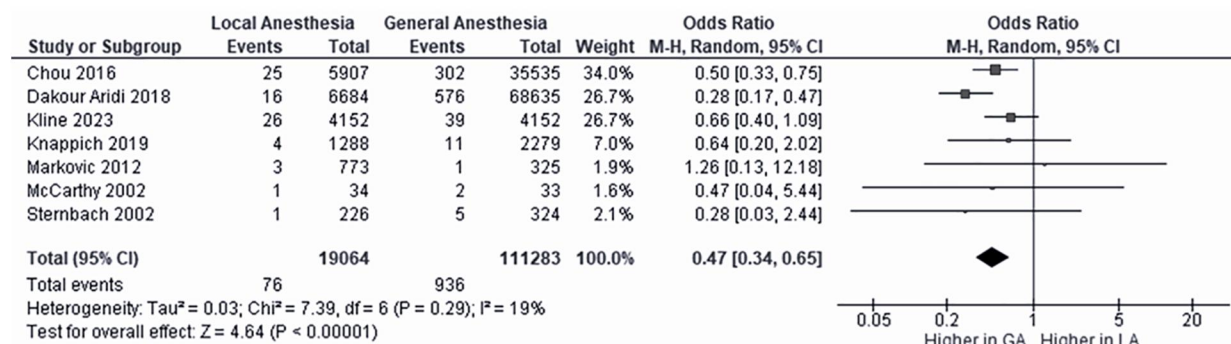 Local Anesthesia General Anesthesia Odds Ratio Odds Ratio
Study or Subgroup Events Total Events Total Weight M-H, Random, 95% CI M-H, Random, 95% CI
Chou 2016 25 5907 302 35535 34.0% 0.50 [0.33, 0.75]
Dakour Aridi 2018 16 6684 576 68635 26.7% 0.28 [0.17, 0.47]
Kline 2023 26 4152 39 4152 26.7% 0.66 [0.40, 1.09]
Knappich 2019 4 1288 11 2279 7.0% 0.64 [0.20, 2.02]
Markovic 2012 3 773 1 325 1.9% 1.26 [0.13, 12.18]
McCarthy 2002 1 34 2 33 1.6% 0.47 [0.04, 5.44]
Sternbach 2002 1 226 5 324 2.1% 0.28 [0.03, 2.44]
Total (95% CI) 19064 111283 100.0% 0.47 [0.34, 0.65]
Total events 76 936
Heterogeneity: Tau² = 0.03; Chi² = 7.39, df = 6 (P = 0.29); I² = 19%
Test for overall effect: Z = 4.64 (P < 0.00001)
0.05 0.2 1 5 20
Higher in GA Higher in LA